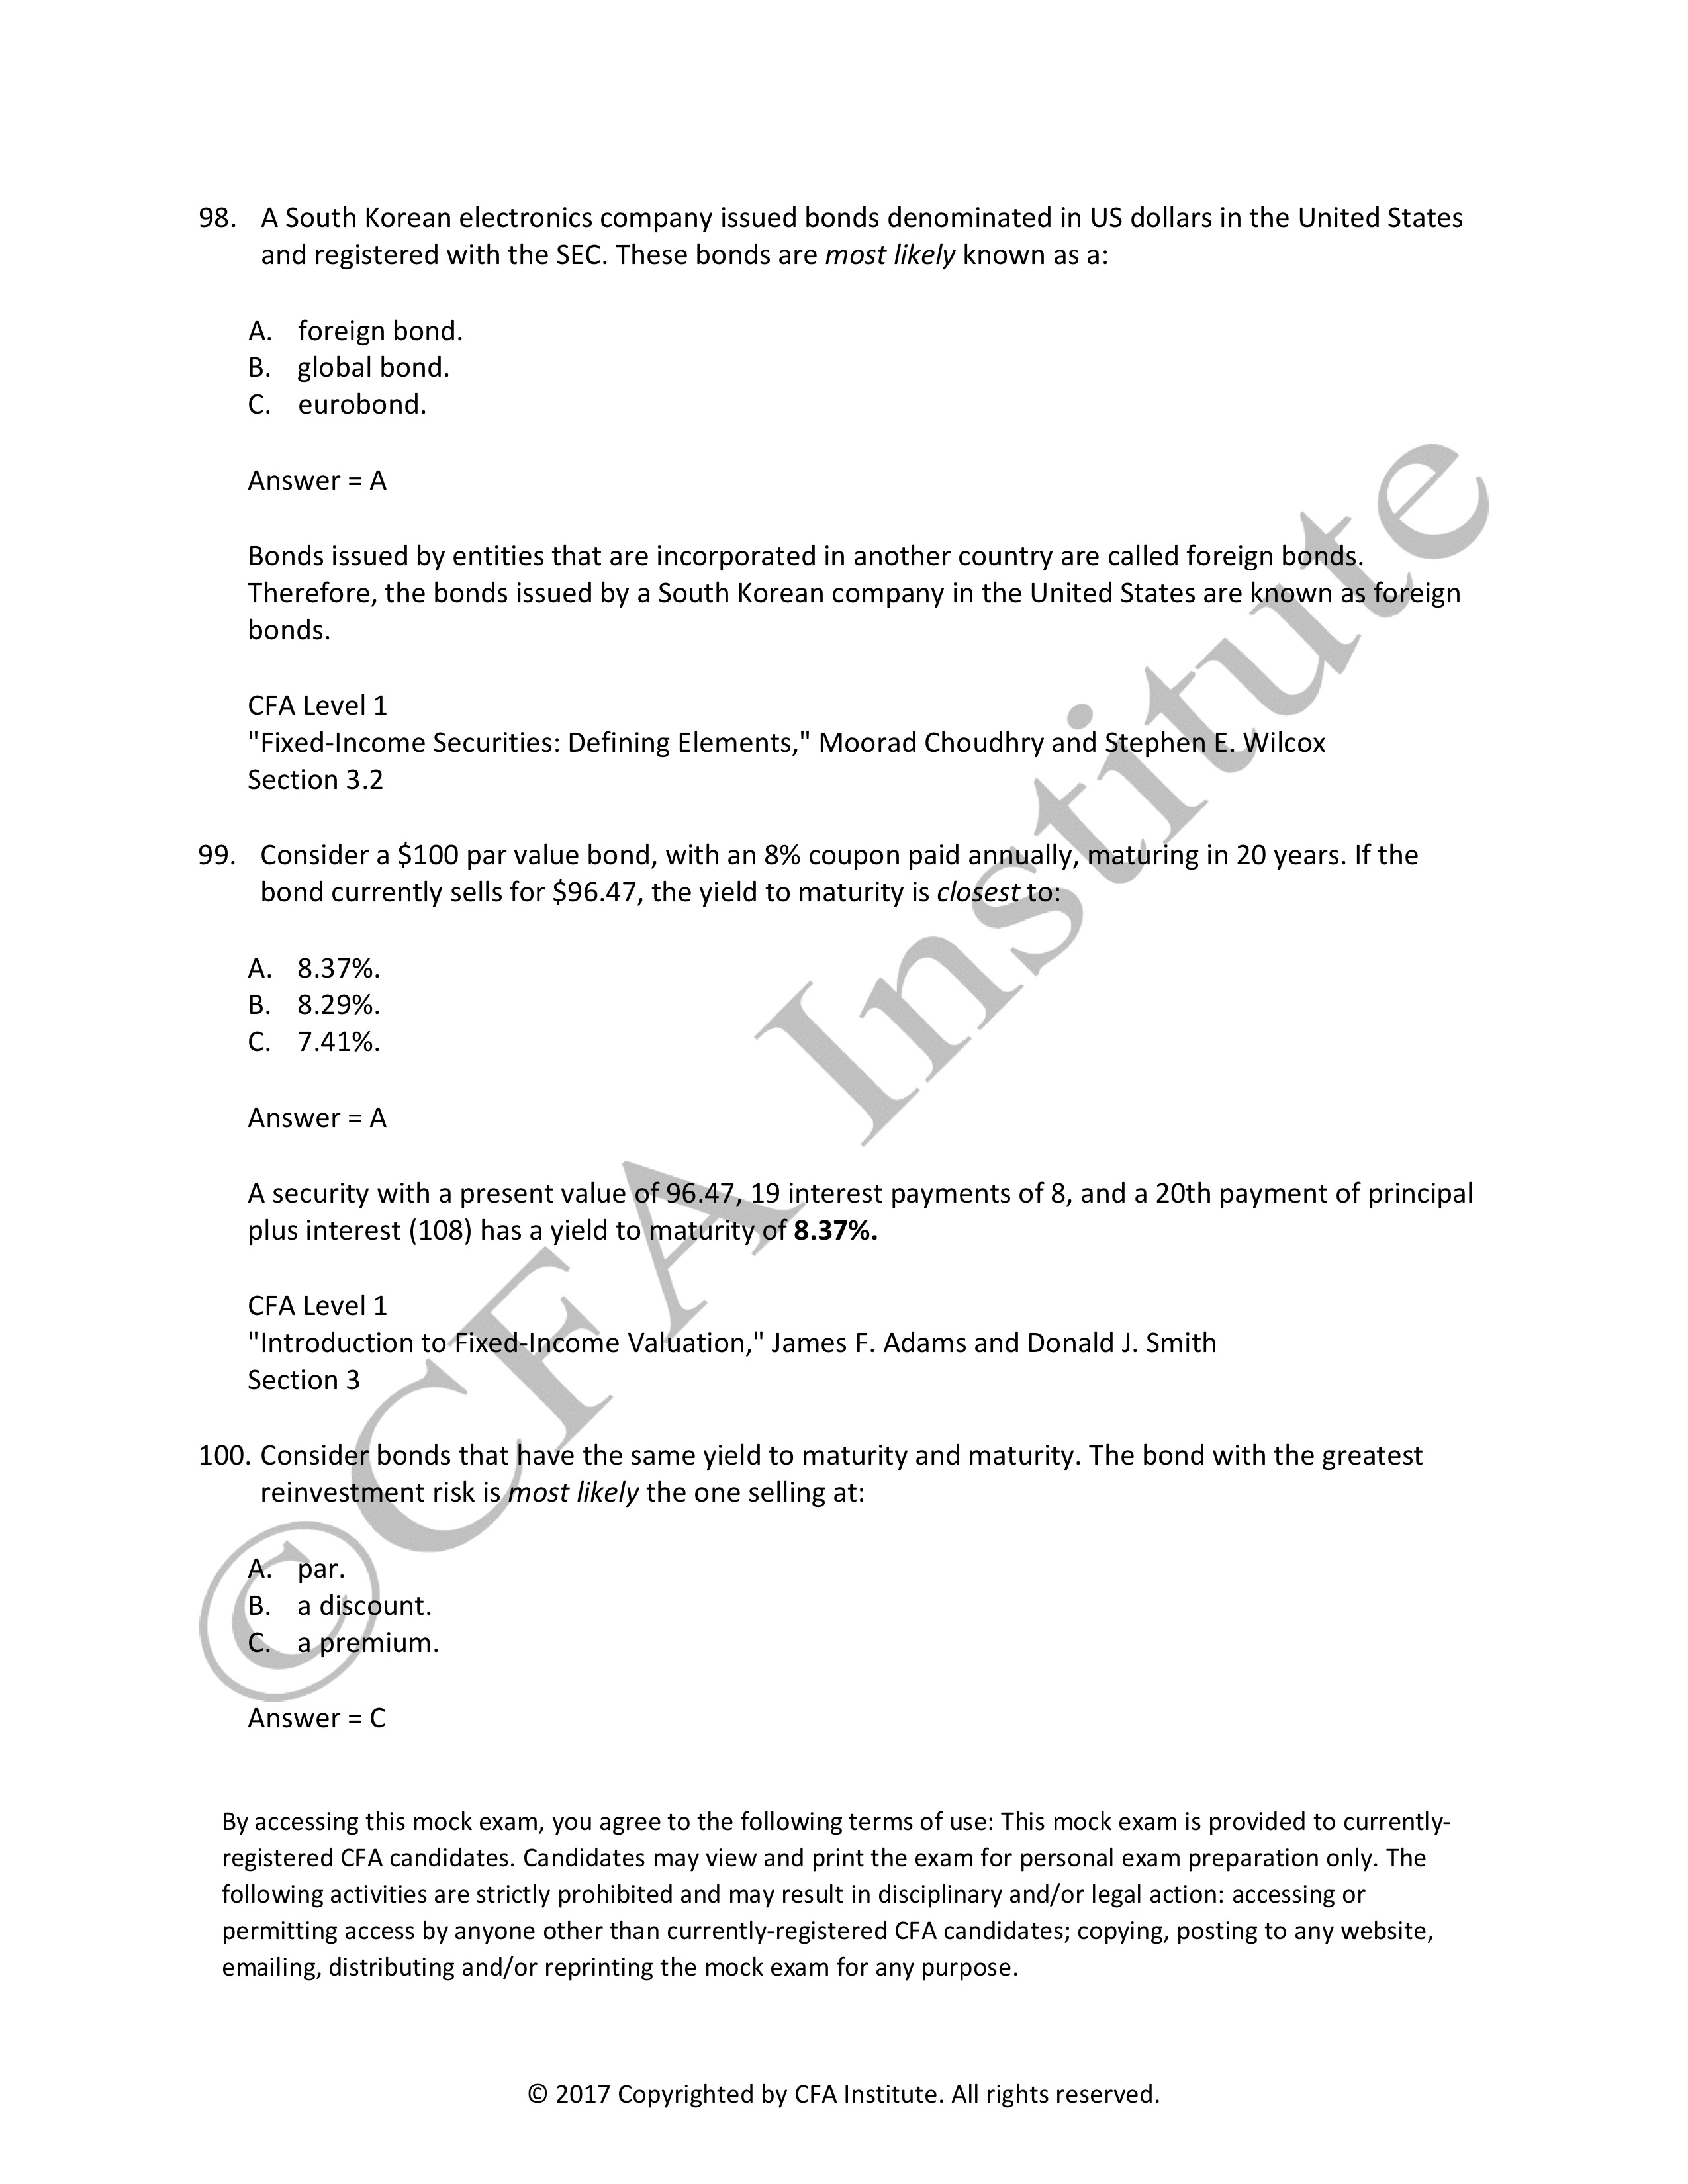 98. A South Korean electronics company issued bonds denominated in US dollars in the United States
and registered with the SEC. These bonds are most likely known as a:
A. foreign bond.
B. global bond.
C. eurobond.
Answer = A
Bonds issued by entities that are incorporated in another country are called foreign bonds.
Therefore, the bonds issued by a South Korean company in the United States are known as foreign
bonds.
CFA Level 1
"Fixed-Income Securities: Defining Elements," Moorad Choudhry and Stephen E. Wilcox
Section 3.2
99. Consider a $100 par value bond, with an 8% coupon paid annually, maturing in 20 years. If the
bond currently sells for $96.47, the yield to maturity is closest to:
A. 8.37%.
B. 8.29%.
C. 7.41%.
Answer = A
A security with a present value of 96.47, 19 interest payments of 8, and a 20th payment of principal
plus interest (108) has a yield to maturity of 8.37%.
CFA Level 1
"Introduction to Fixed-Income Valuation," James F. Adams and Donald J. Smith
Section 3
100. Consider bonds that have the same yield to maturity and maturity. The bond with the greatest
reinvestment risk is most likely the one selling at:
A. par.
B. a discount.
C. a premium.
Answer = C
By accessing this mock exam, you agree to the following terms of use: This mock exam is provided to currently-
registered CFA candidates. Candidates may view and print the exam for personal exam preparation only. The
following activities are strictly prohibited and may result in disciplinary and/or legal action: accessing or
permitting access by anyone other than currently-registered CFA candidates; copying, posting to any website,
emailing, distributing and/or reprinting the mock exam for any purpose.
© 2017 Copyrighted by CFA Institute. All rights reserved.
© CFA Institute